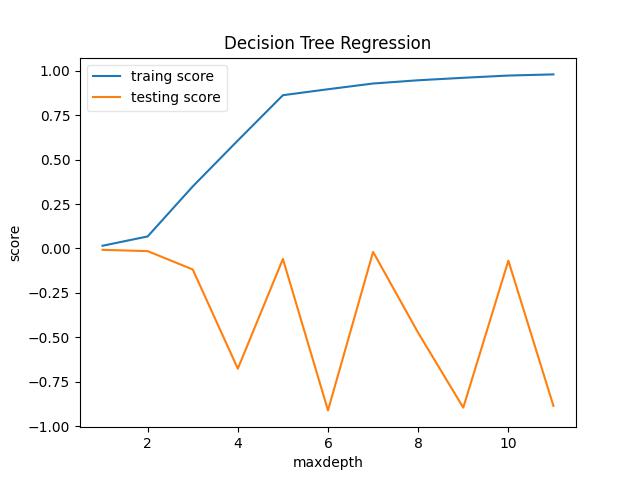 Decision Tree Regression
traing score
testing score
1.00
0.75
0.50
0.25
0.00
−0.25
−0.50
−0.75
−1.00
score
2 4 6 8 10
maxdepth